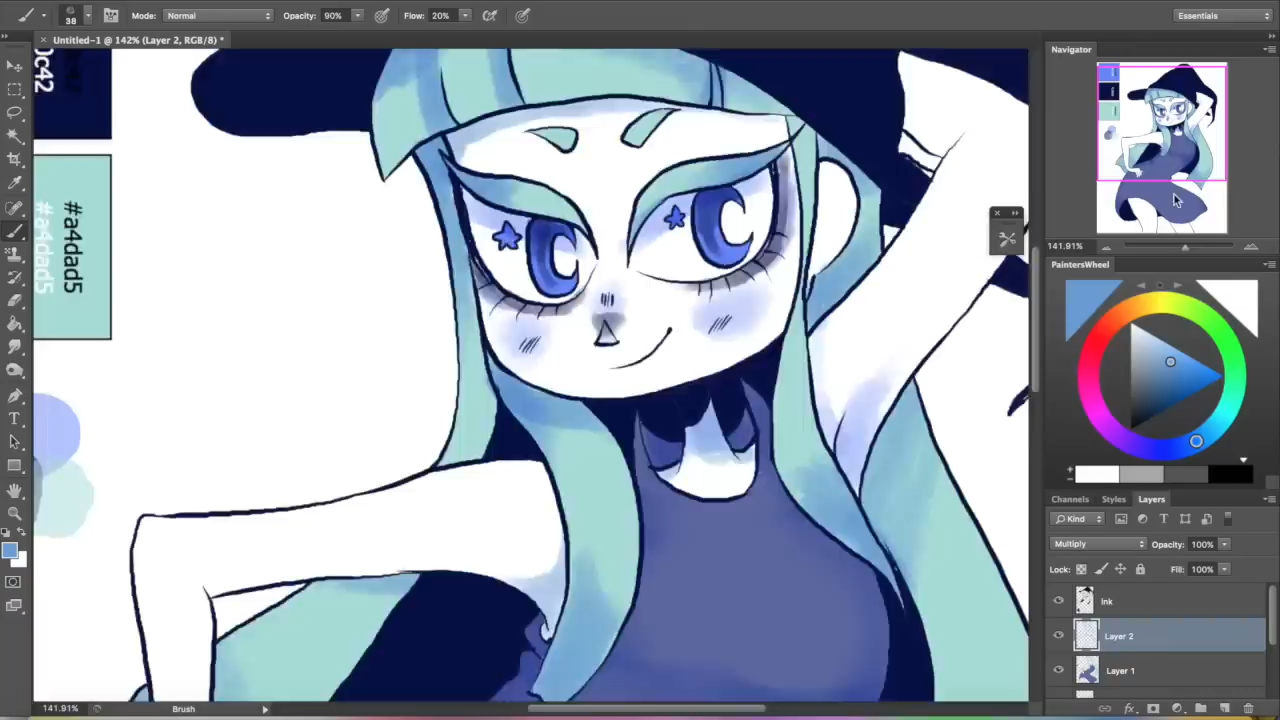 38
Mode: Normal
Opacity: 90%
Flow: 20%
Essentials
Untitled-1 @ 142% (Layer 2, RGB/8) *
0c42
#a4dad5
#a4dad5
Navigator
141.91%
PaintersWheel
Channels
Styles
Layers
Kind
Multiply
Opacity: 100%
Lock:
Fill: 100%
ink
Layer 2
Layer 1
141.91%
Brush